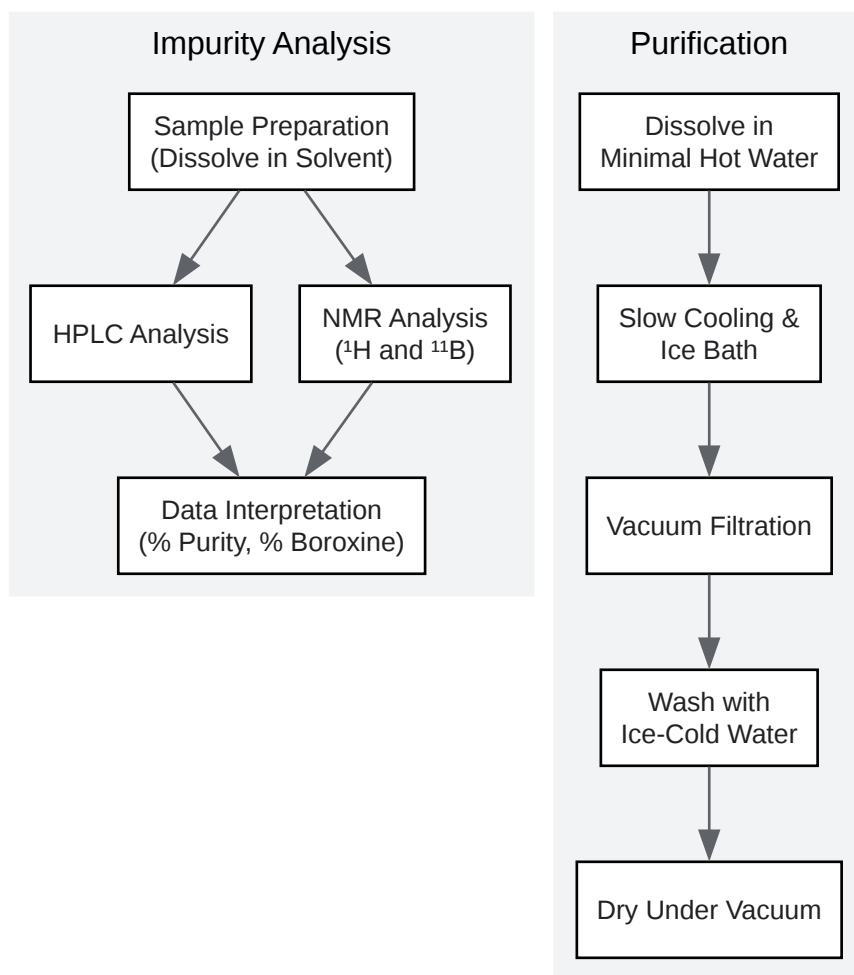 Impurity Analysis
Sample Preparation
(Dissolve in Solvent)
HPLC Analysis
NMR Analysis
(¹H and ¹¹B)
Data Interpretation
(% Purity, % Boroxine)
Purification
Dissolve in
Minimal Hot Water
Slow Cooling &
Ice Bath
Vacuum Filtration
Wash with
Ice-Cold Water
Dry Under Vacuum